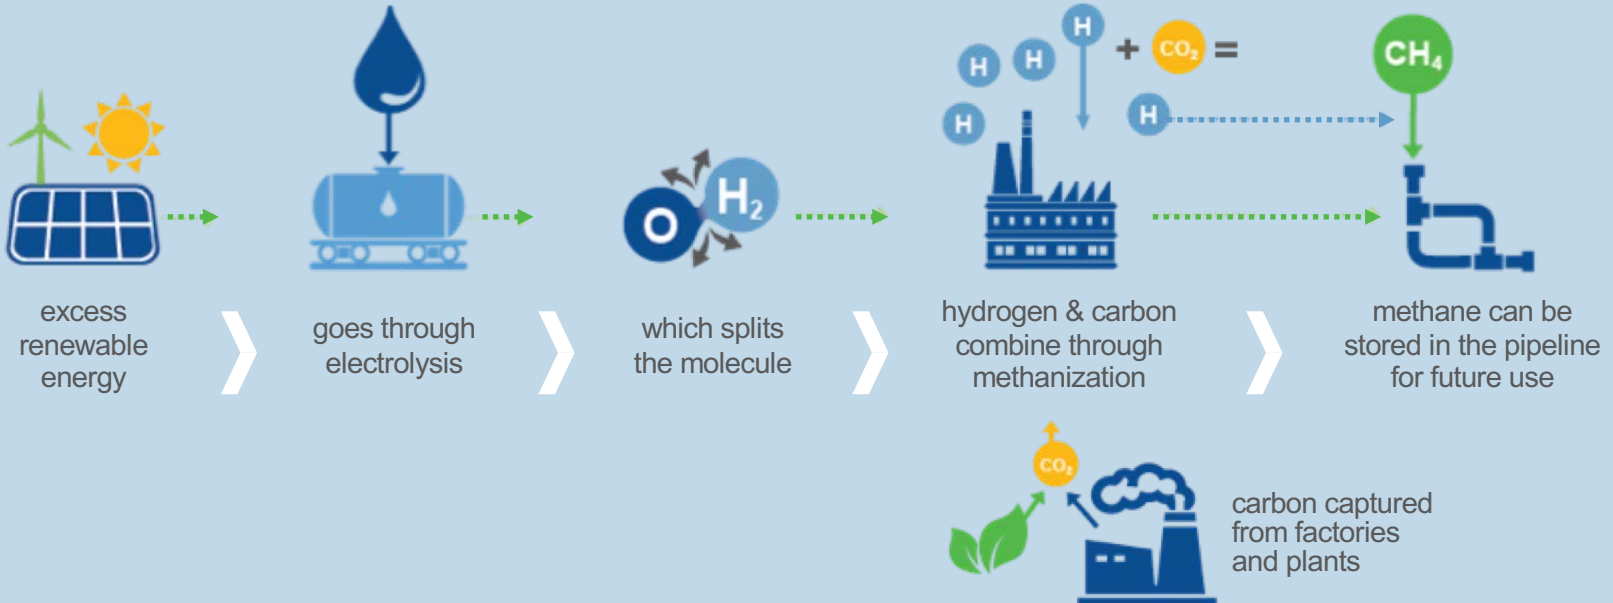 H
H
H
H
+
CO₂
=
H
CH₄
O
H₂
excess
renewable
energy
goes through
electrolysis
which splits
the molecule
hydrogen & carbon
combine through
methanization
methane can be
stored in the pipeline
for future use
CO₂
carbon captured
from factories
and plants